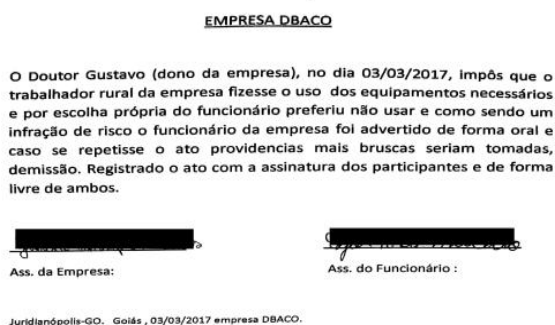 EMPRESA DBACO
O Doutor Gustavo (dono da empresa), no dia 03/03/2017, impôs que o
trabalhador rural da empresa fizesse o uso dos equipamentos necessários
e por escolha própria do funcionário preferiu não usar e como sendo um
infração de risco o funcionário da empresa foi advertido de forma oral e
caso se repetisse o ato providencias mais bruscas seriam tomadas,
demissão. Registrado o ato com a assinatura dos participantes e de forma
livre de ambos.
Ass. da Empresa:
Ass. do Funcionário :
Juridianópolis-GO. Goiás , 03/03/2017 empresa DBACO.